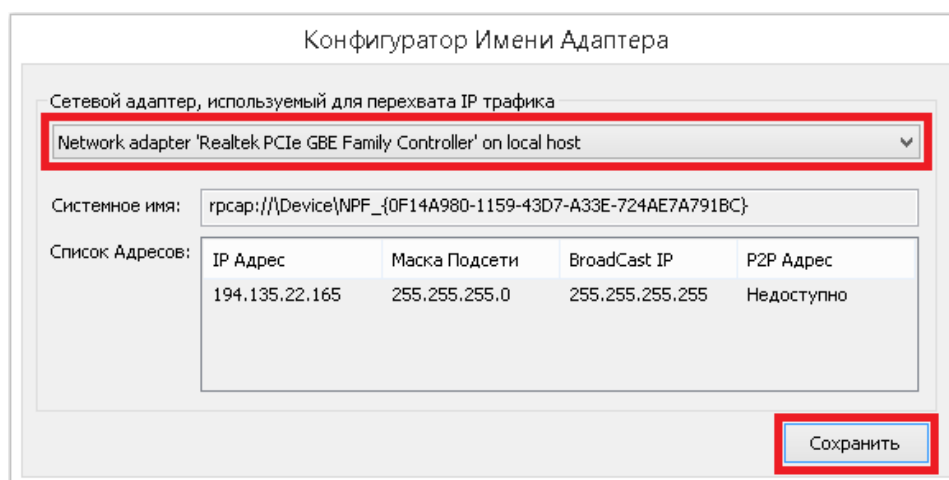 Конфигуратор Имени Адаптера
Сетевой адаптер, используемый для перехвата IP трафика
Network adapter 'Realtek PCIe GBE Family Controller' on local host
Системное имя: rpcap://\Device\NPF_{0F14A980-1159-43D7-A33E-724AE7A791BC}
Список Адресов:
IP Адрес Маска Подсети BroadCast IP P2P Адрес
194.135.22.165 255.255.255.0 255.255.255.255 Недоступно
Сохранить